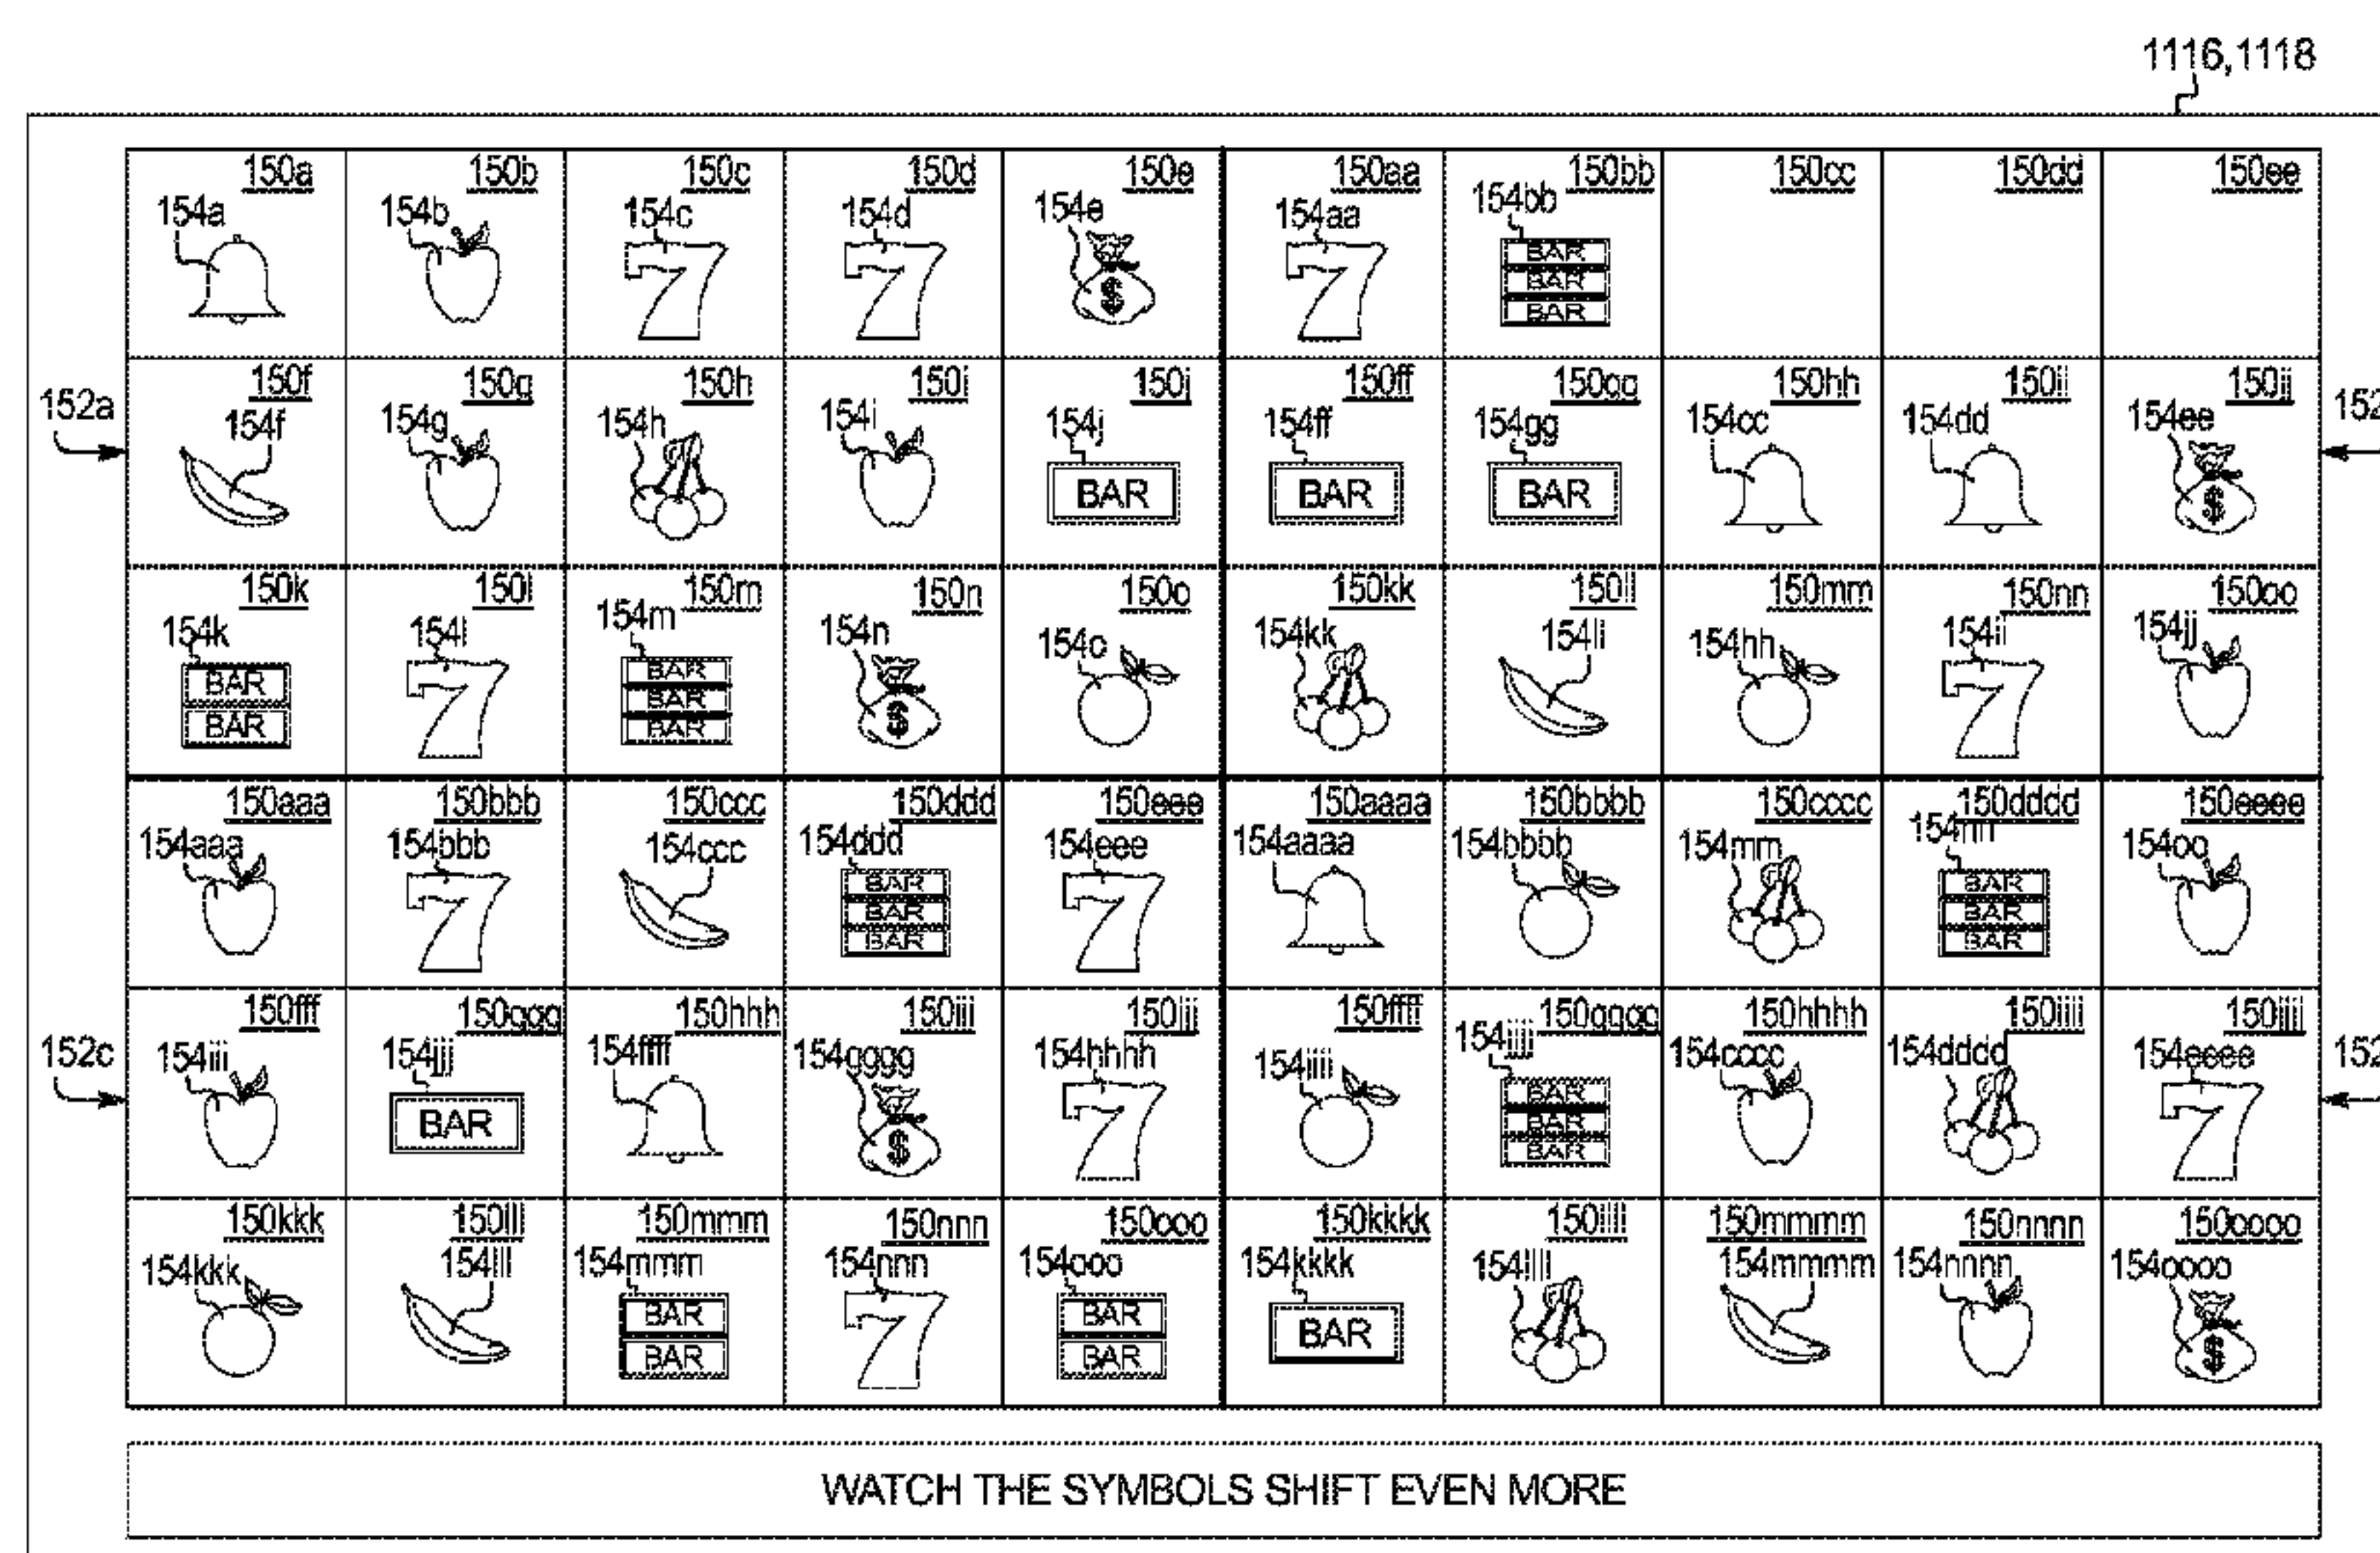 1116,1118
150a 150b 150c 150d 150e 150aa 150bb 150cc 150dd 150ee
154a 154b 154c 154d 154e 154aa 154bb
$ BAR
BAR
BAR
152a
150f 150g 150h 150i 150j 150ff 150gg 150hh 150ii 150jj
154f 154g 154h 154i 154j 154ff 154gg 154cc 154dd 154ee
BAR BAR BAR $
150k 150l 150m 150n 150o 150kk 150ll 150mm 150nn 150oo
154k 154l 154m 154n 154o 154kk 154ll 154hh 154ii 154jj
BAR BAR $
BAR BAR
BAR
150aaa 150bbb 150ccc 150ddd 150eee 150aaaa 150bbbb 150cccc 150dddd 150eeee
154aaa 154bbb 154ccc 154ddd 154eee 154aaaa 154bbbb 154mm 154nn 154oo
BAR BAR
BAR BAR
BAR BAR
152c
150fff 150ggg 150hhh 150iii 150jjj 150ffff 150gggg 150hhhh 150iiii 150jjjj
154iii 154jjj 154ffff 154gggg 154hhhh 154iiii 154jjjj 154cccc 154dddd 154eeee
BAR $ BAR
BAR
BAR
150kkk 150lll 150mmm 150nnn 150ooo 150kkkk 150llll 150mmmm 150nnnn 150oooo
154kkk 154lll 154mmm 154nnn 154ooo 154kkkk 154llll 154mmmm 154nnnn 154oooo
BAR BAR BAR $
BAR BAR
WATCH THE SYMBOLS SHIFT EVEN MORE